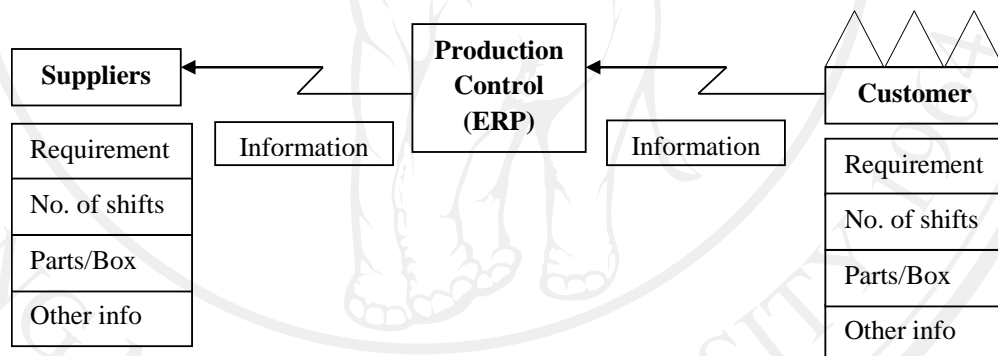 Suppliers
Requirement
No. of shifts
Parts/Box
Other info
Information
Production
Control
(ERP)
Information
Customer
Requirement
No. of shifts
Parts/Box
Other info